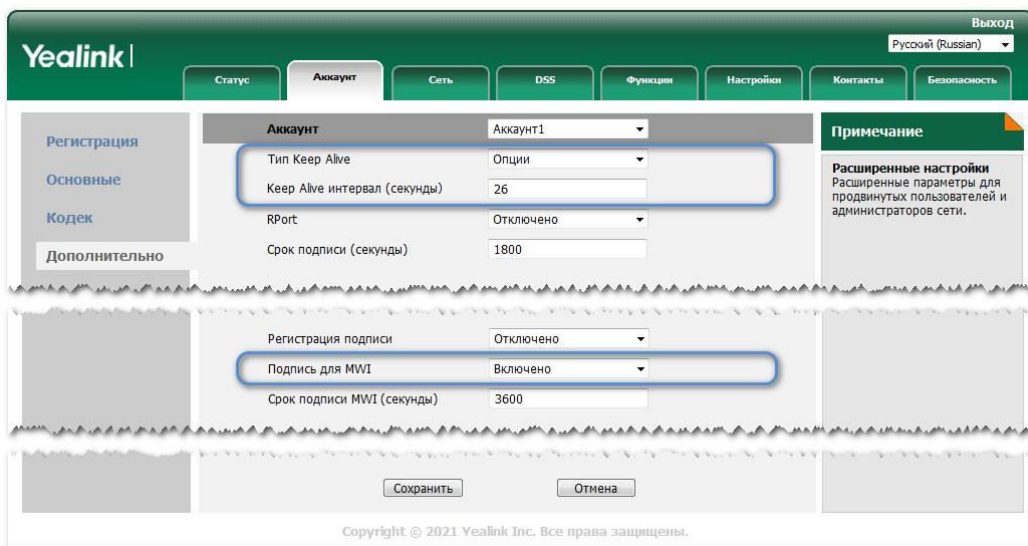 Выход
Yealink
Русский (Russian)
Статус
Аккаунт
Сеть
DSS
Функции
Настройки
Контакты
Безопасность
Регистрация
Основные
Кодек
Дополнительно
Аккаунт Аккаунт1
Тип Keep Alive Опции
Keep Alive интервал (секунды) 26
RPort Отключено
Срок подписи (секунды) 1800
Регистрация подписи Отключено
Подпись для MWI Включено
Срок подписи MWI (секунды) 3600
Сохранить Отмена
Примечание
Расширенные настройки
Расширенные параметры для
продвинутых пользователей и
администраторов сети.
Copyright © 2021 Yealink Inc. Все права защищены.